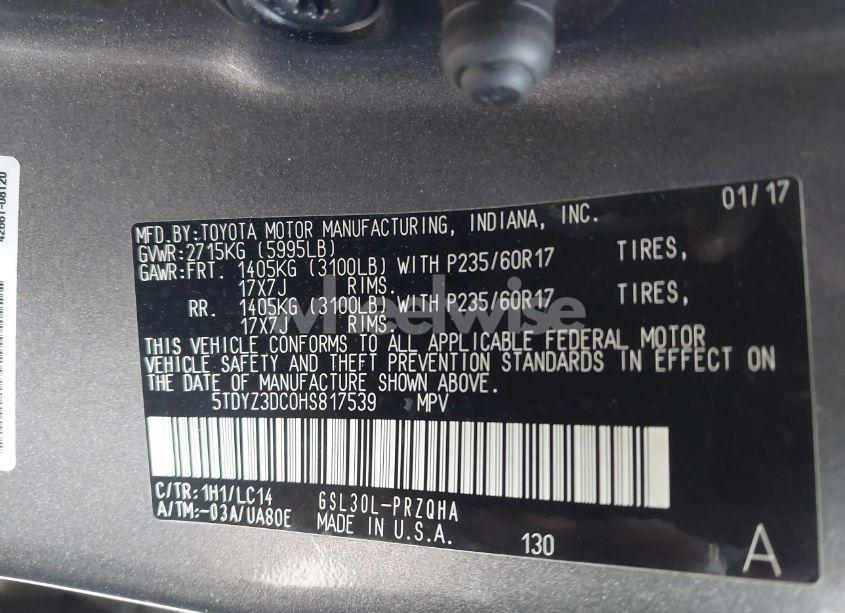 42661-08120
01/17
MFD.BY:TOYOTA MOTOR MANUFACTURING, INDIANA, INC.
GVWR:2715KG (5995LB)
GAWR:FRT. 1405KG (3100LB) WITH P235/60R17 TIRES,
17X7J RIMS.
RR. 1405KG (3100LB) WITH P235/60R17 TIRES,
17X7J RIMS.
THIS VEHICLE CONFORMS TO ALL APPLICABLE FEDERAL MOTOR
VEHICLE SAFETY AND THEFT PREVENTION STANDARDS IN EFFECT ON
THE DATE OF MANUFACTURE SHOWN ABOVE.
5TDYZ3DC0HS817539 MPV
C/TR:1H1/LC14 GSL30L-PRZQHA
A/TM:-03A/UA80E MADE IN U.S.A.
130 A
wheelwise